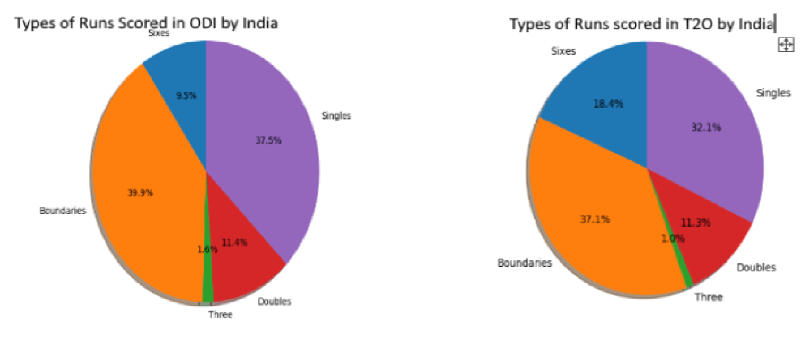 Types of Runs Scored in ODI by India
Sixes
9.5%
Singles
37.5%
39.9%
Boundaries
1.6%
11.4%
Doubles
Three
Types of Runs scored in T2O by India
Sixes
18.4%
Singles
32.1%
37.1%
11.3%
1.0%
Boundaries
Doubles
Three